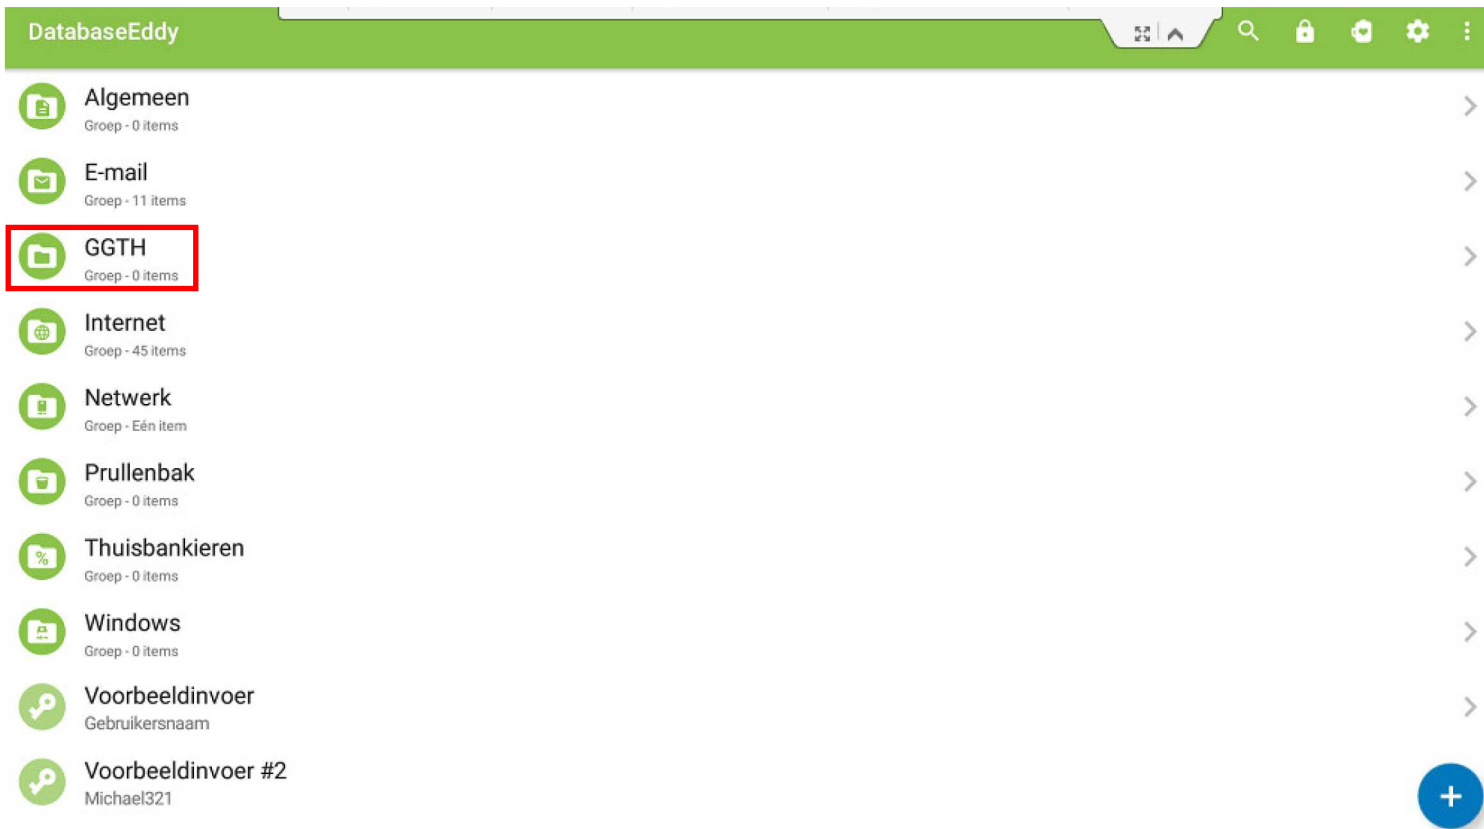 DatabaseEddy
Algemeen
Groep - 0 items
E-mail
Groep - 11 items
GGTH
Groep - 0 items
Internet
Groep - 45 items
Netwerk
Groep - Eén item
Prullenbak
Groep - 0 items
Thuisbankieren
Groep - 0 items
Windows
Groep - 0 items
Voorbeeldinvoer
Gebruikersnaam
Voorbeeldinvoer #2
Michael321